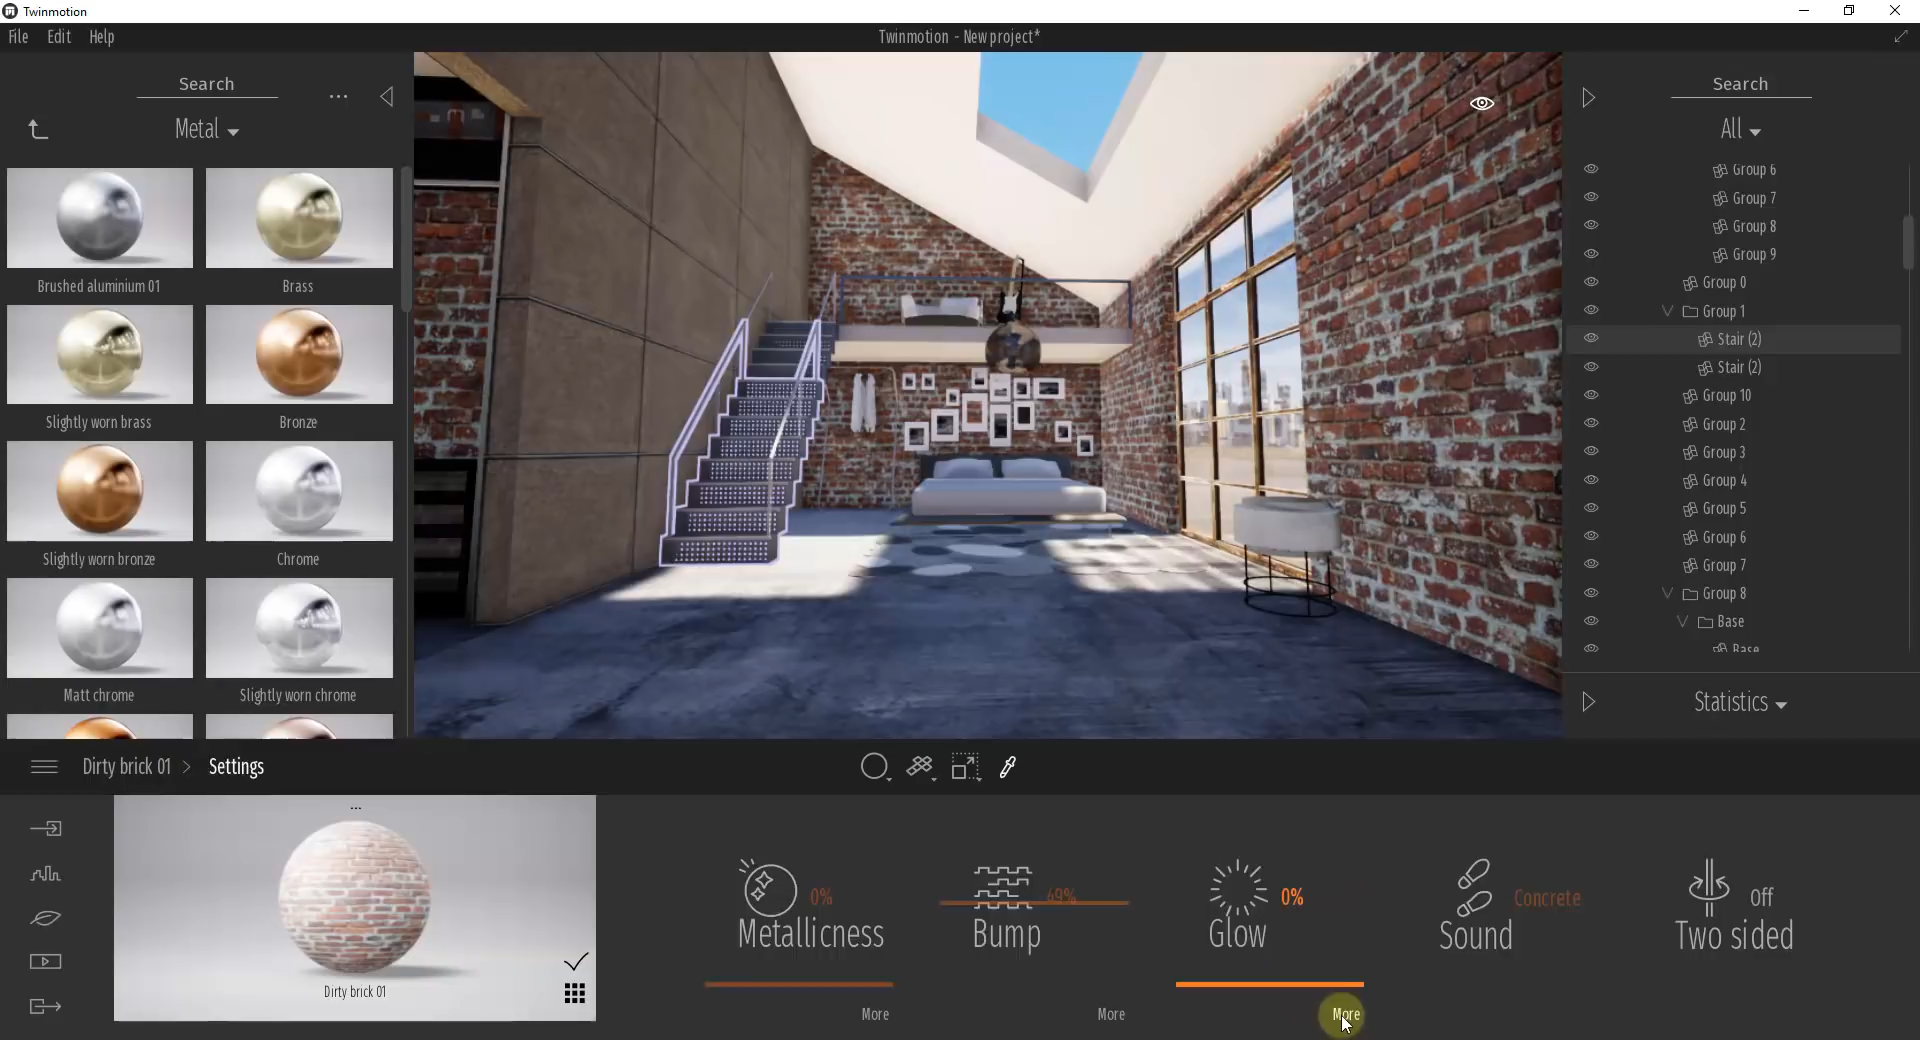 Twinmotion
File Edit Help
Twinmotion - New project*
Search
...
Metal
Brushed aluminium 01
Brass
Slightly worn brass
Bronze
Slightly worn bronze
Chrome
Matt chrome
Slightly worn chrome
Search
All
Group 6
Group 7
Group 8
Group 9
Group 0
Group 1
Stair (2)
Stair (2)
Group 10
Group 2
Group 3
Group 4
Group 5
Group 6
Group 7
Group 8
Base
Base
Statistics
Dirty brick 01 > Settings
...
Dirty brick 01
0%
Metallicness
More
49%
Bump
More
0%
Glow
More
Concrete
Sound
Off
Two sided